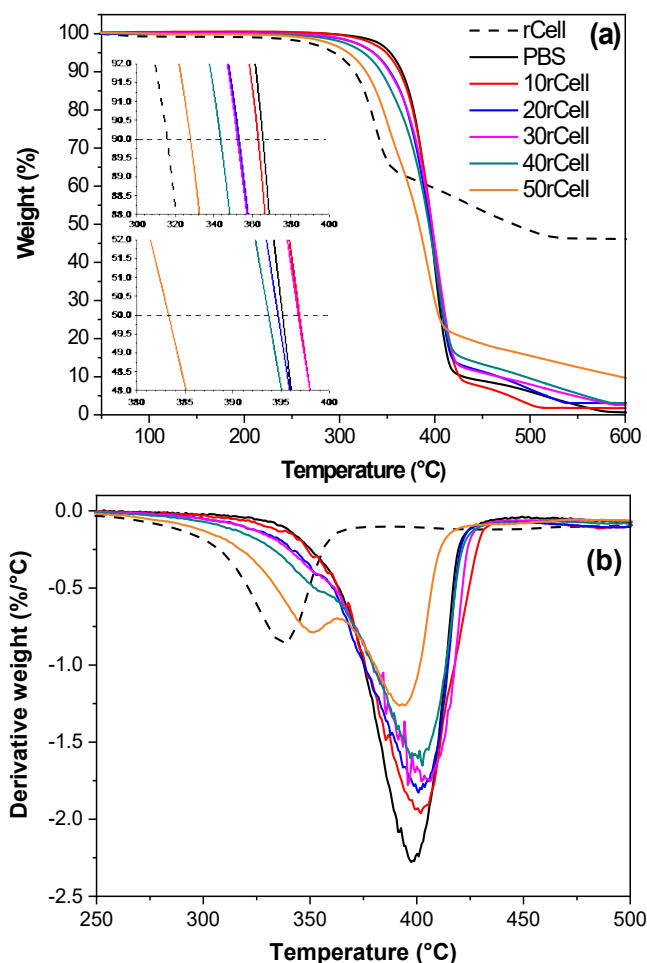 (a)
rCell
PBS
10rCell
20rCell
30rCell
40rCell
50rCell
Weight (%)
100
90
80
70
60
50
40
30
20
10
0
92.0
91.5
91.0
90.5
90.0
89.5
89.0
88.5
88.0
300 320 340 360 380 400
52.0
51.5
51.0
50.5
50.0
49.5
49.0
48.5
48.0
380 385 390 395 400
100 200 300 400 500 600
Temperature (°C)
(b)
Derivative weight (%/°C)
0.0
-0.5
-1.0
-1.5
-2.0
-2.5
250 300 350 400 450 500
Temperature (°C)